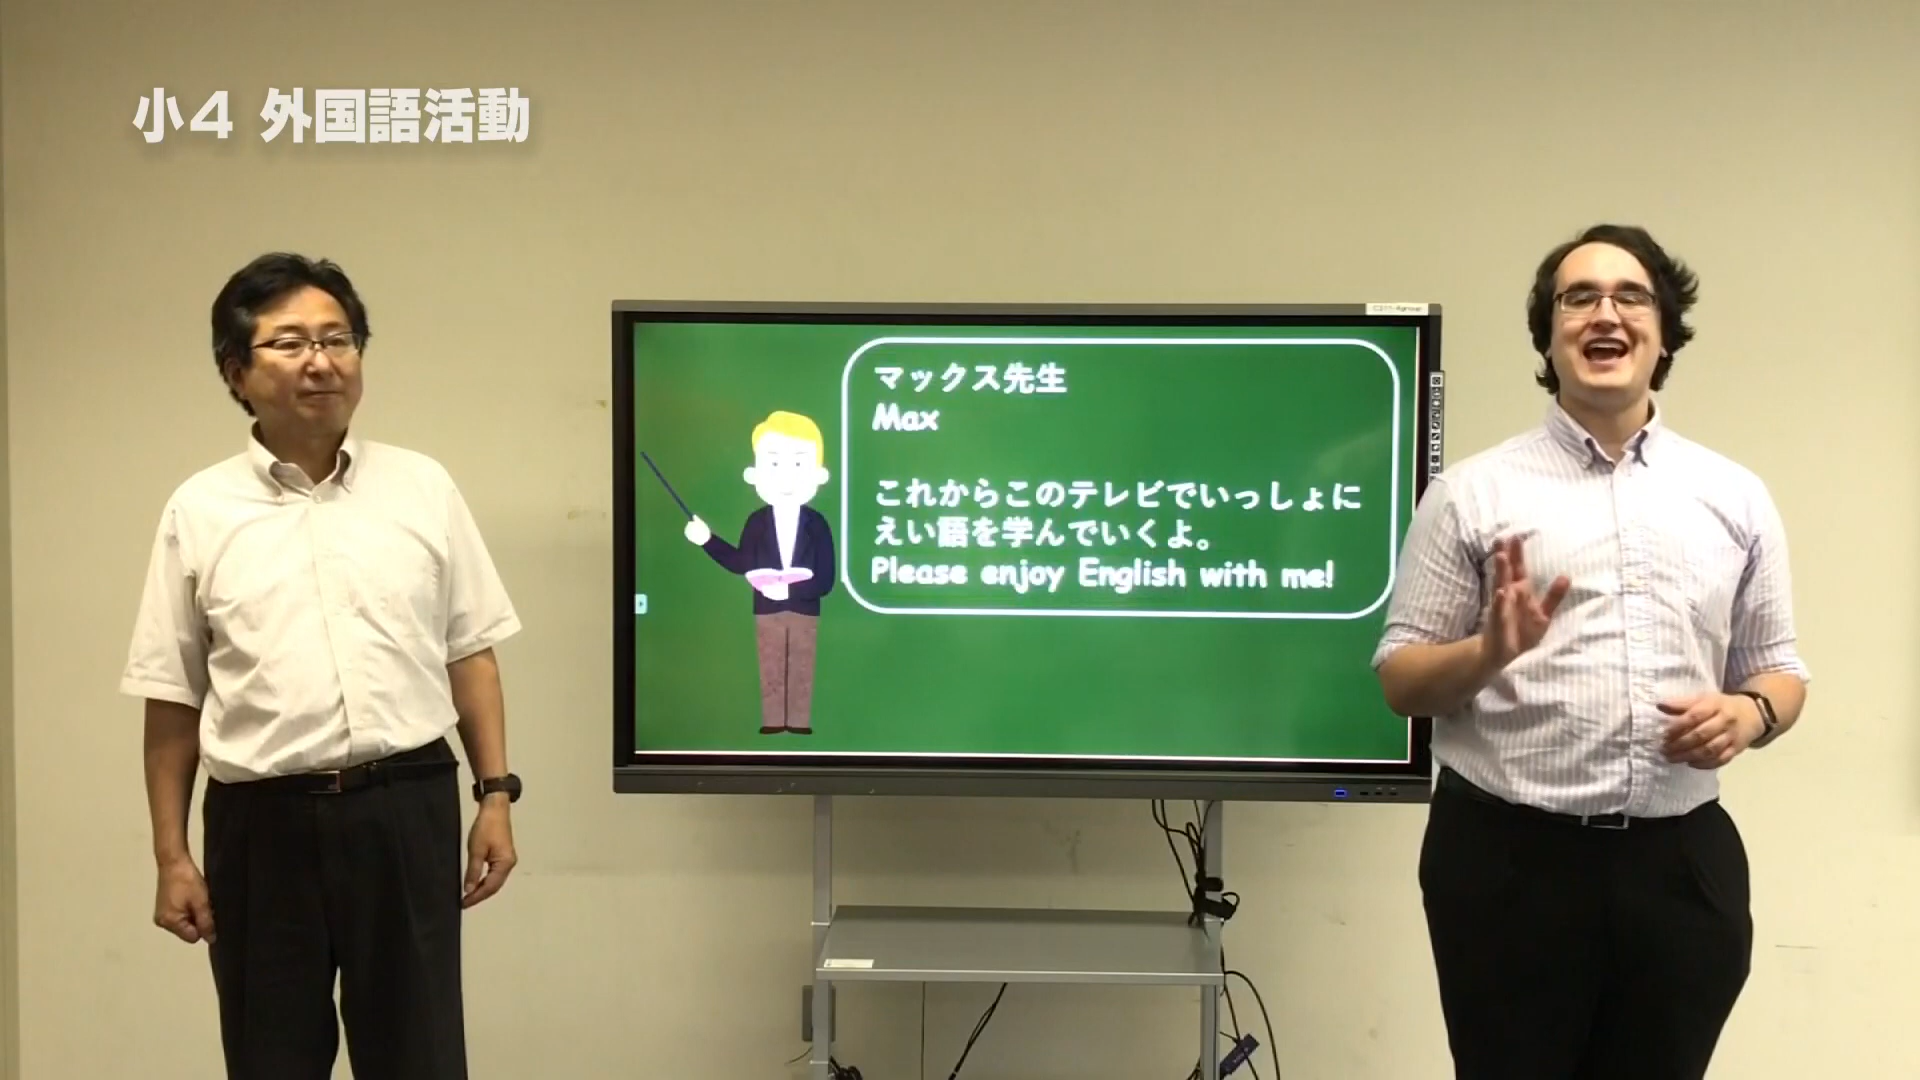 小4 外国語活動
マックス先生
Max
これからこのテレビでいっしょに
えい語を学んでいくよ。
Please enjoy English with me!